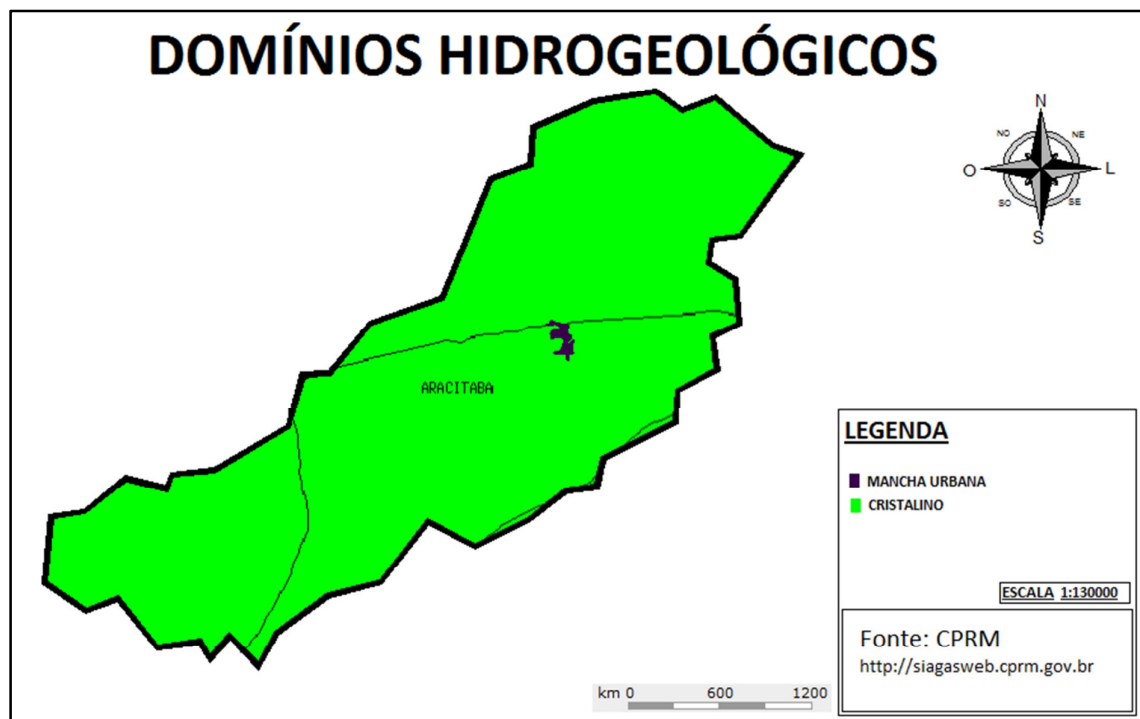 DOMÍNIOS HIDROGEOLÓGICOS
N
NO
NE
O
L
SO
SE
S
ARACITABA
LEGENDA
MANCHA URBANA
CRISTALINO
ESCALA 1:130000
Fonte: CPRM
http://siagasweb.cprm.gov.br
km 0 600 1200